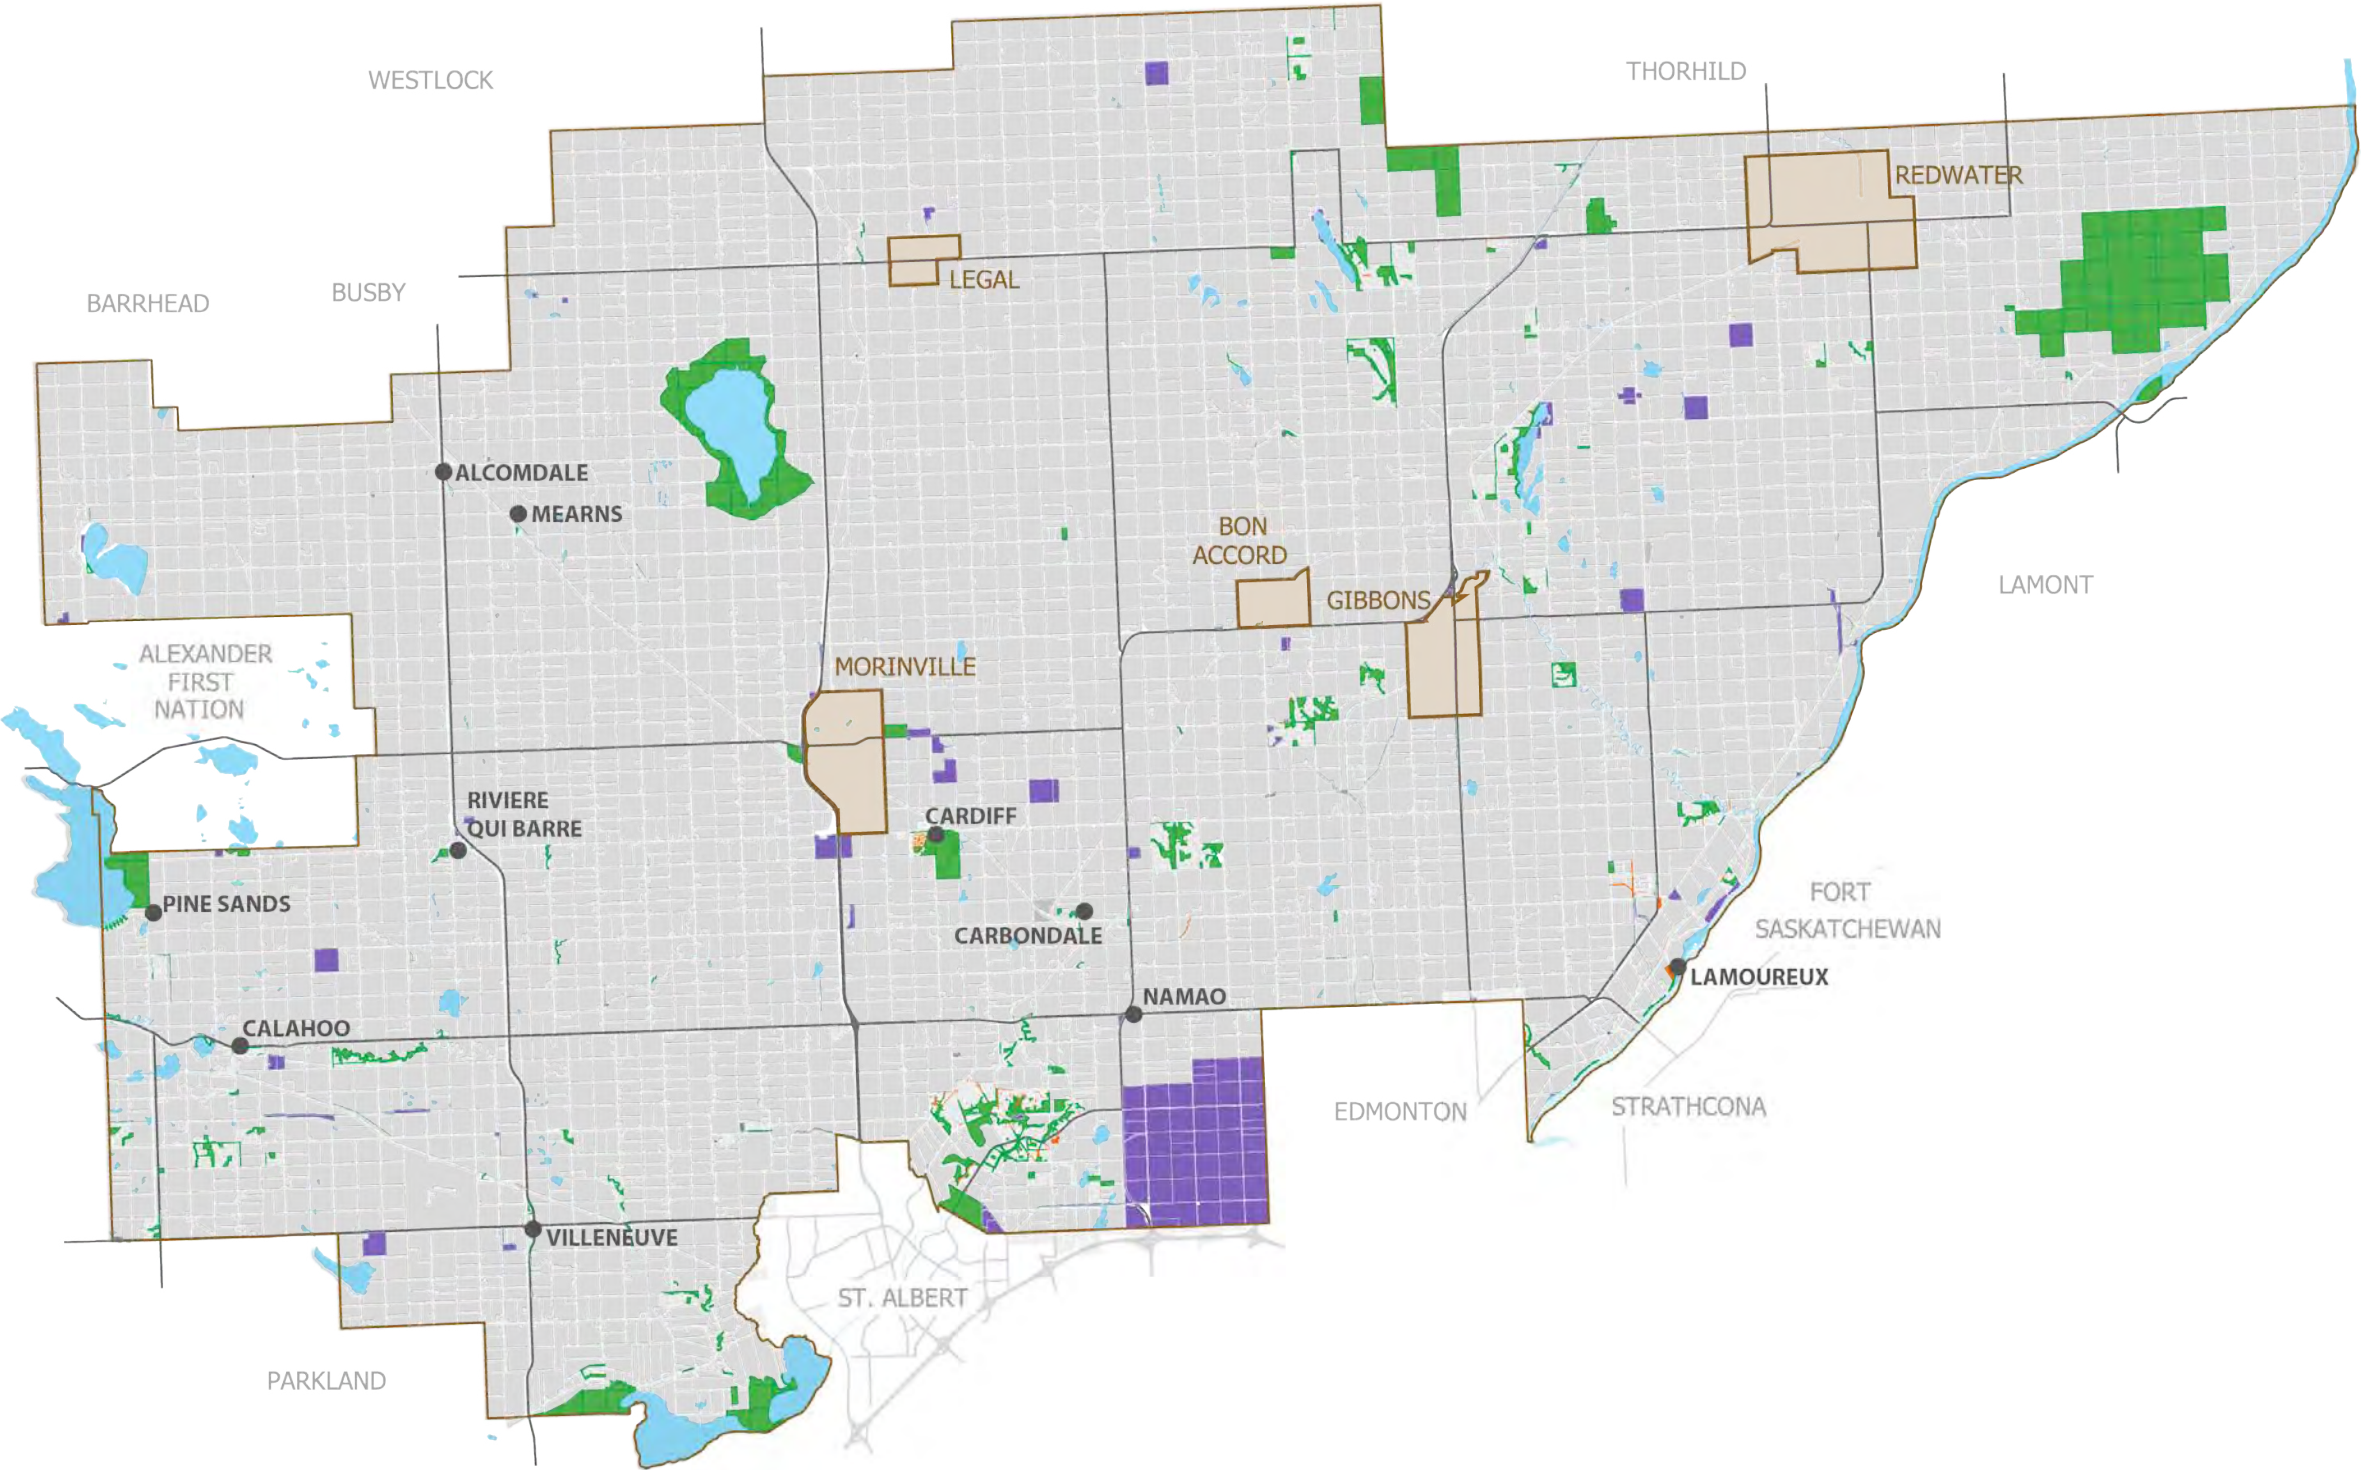 WESTLOCK
THORHILD
REDWATER
LEGAL
BUSBY
BARRHEAD
ALCOMDALE
MEARNS
BON
ACCORD
GIBBONS
LAMONT
ALEXANDER
FIRST
NATION
MORINVILLE
RIVIERE
QUI BARRE
CARDIFF
PINE SANDS
CARBONDALE
FORT
SASKATCHEWAN
LAMOUREUX
NAMAO
CALAHOO
EDMONTON
STRATHCONA
VILLENEUVE
ST. ALBERT
PARKLAND